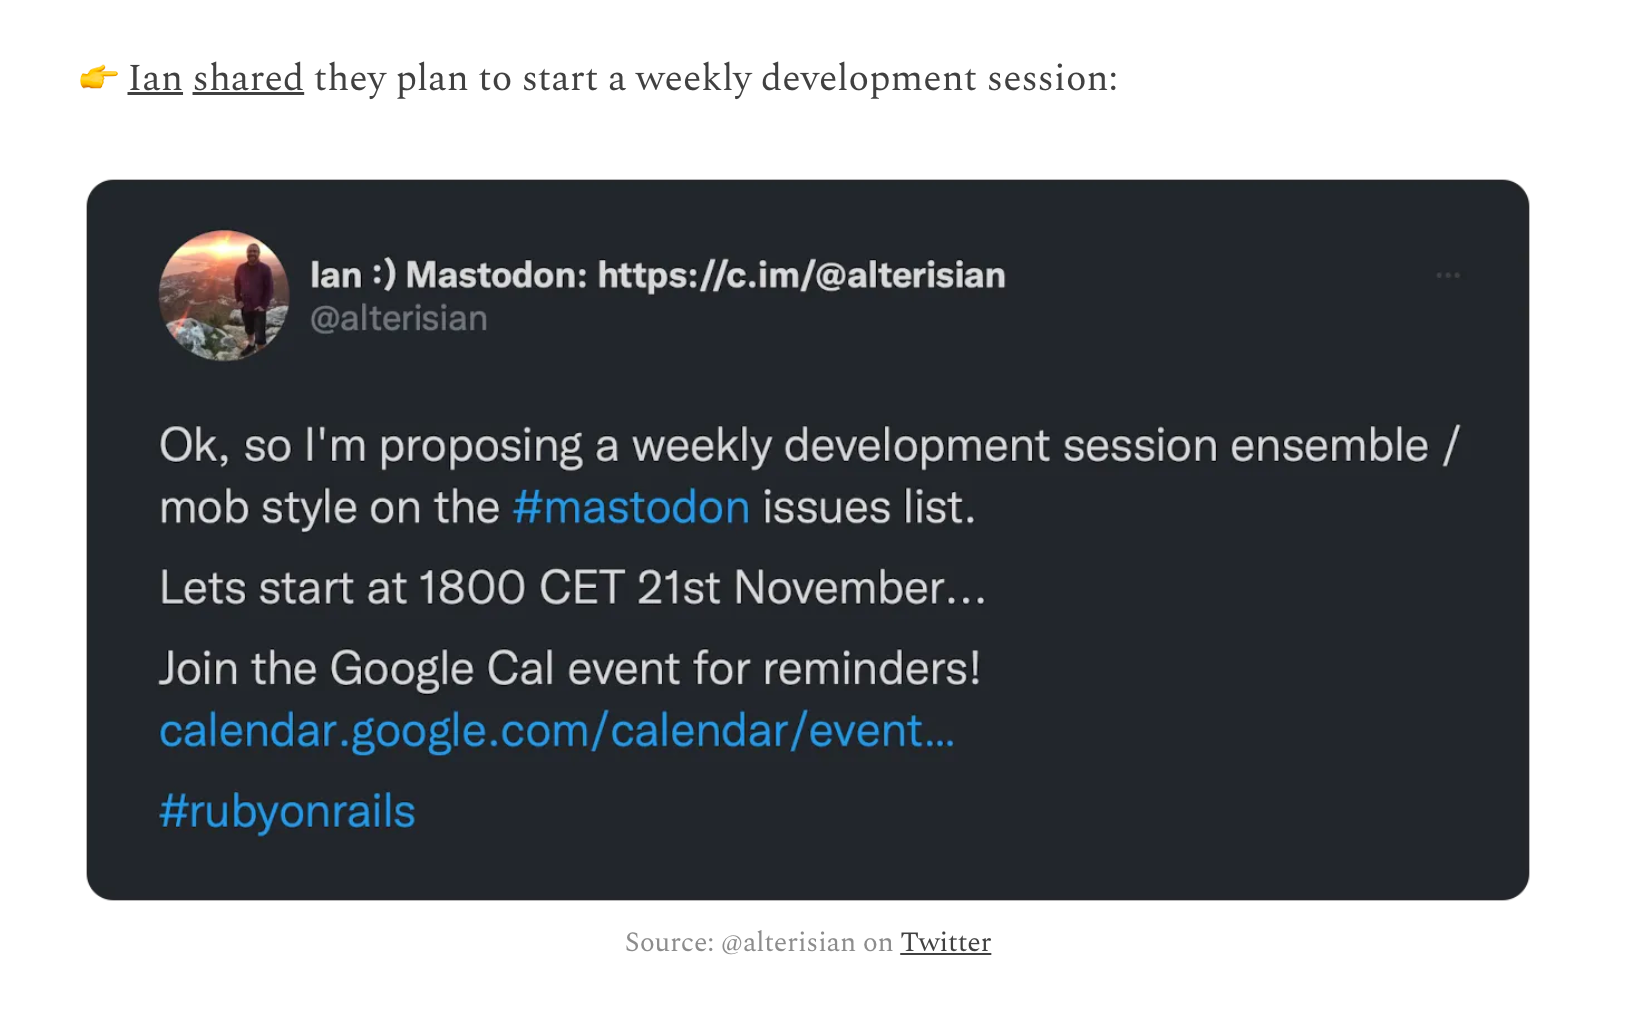 👉 Ian shared they plan to start a weekly development session:
Ian :) Mastodon: https://c.im/@alterisian
@alterisian
Ok, so I'm proposing a weekly development session ensemble /
mob style on the #mastodon issues list.
Lets start at 1800 CET 21st November...
Join the Google Cal event for reminders!
calendar.google.com/calendar/event...
#rubyonrails
Source: @alterisian on Twitter